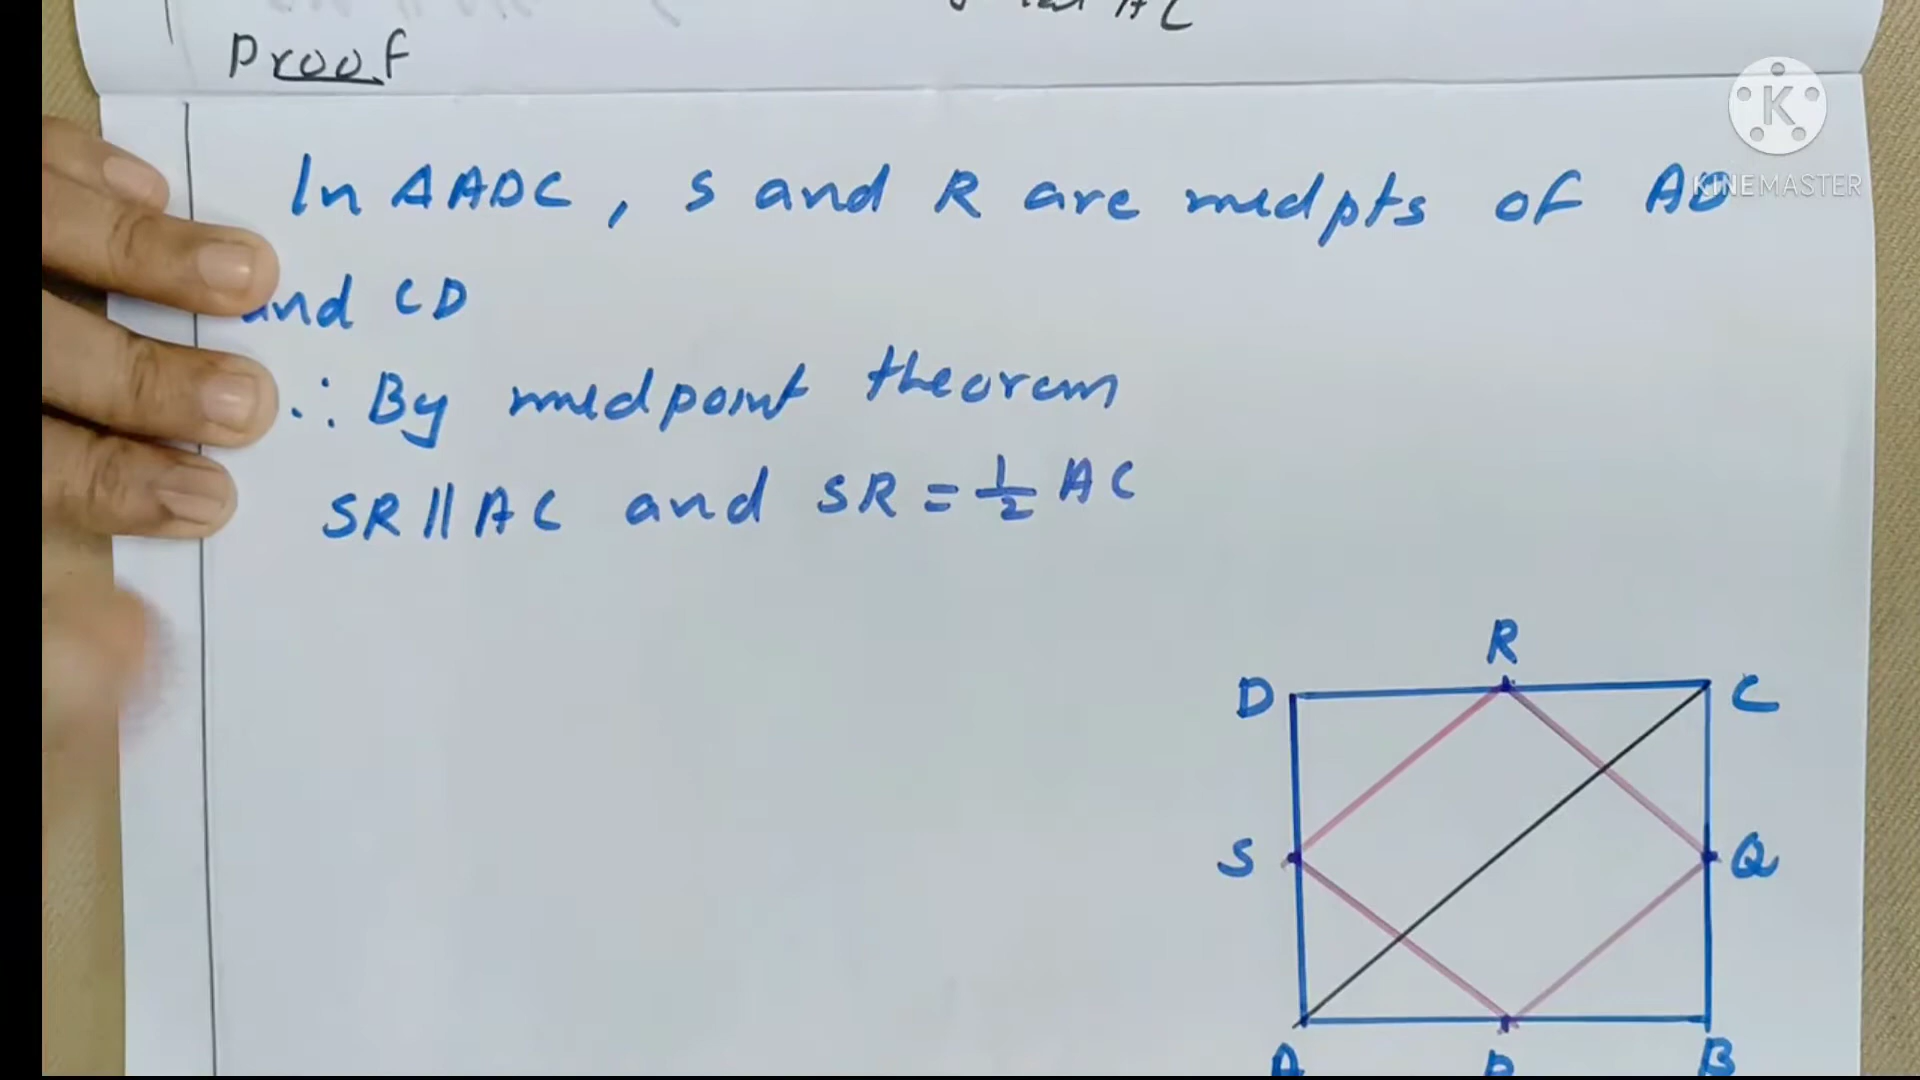 AC
Proof
K
KINEMASTER
In ΔADC, S and R are midpts of AD
and CD
∴ By midpoint theorem
SR || AC and SR = 1/2 AC
R
D C
S Q
A P B